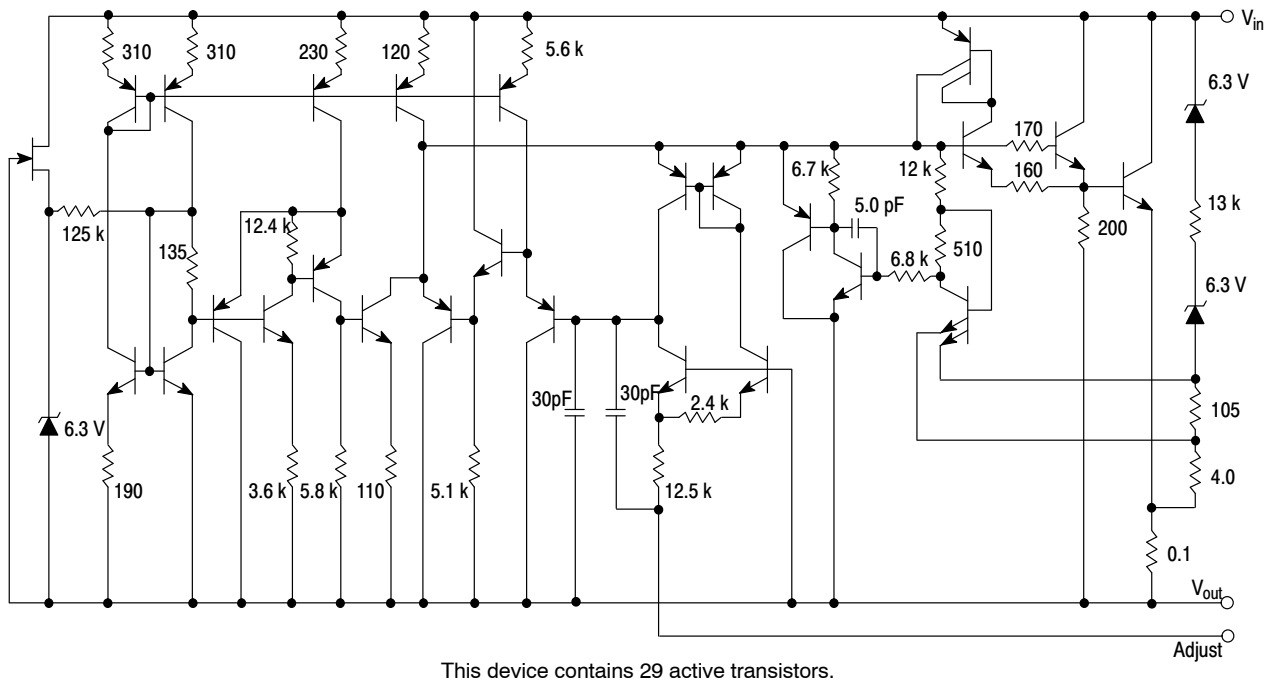 310
310
230
120
5.6 k
V_in
6.3 V
170
6.7 k
12 k
160
5.0 pF
13 k
125 k
12.4 k
200
135
510
6.8 k
6.3 V
30pF
30pF
2.4 k
105
6.3 V
190
3.6 k
5.8 k
110
5.1 k
12.5 k
4.0
0.1
V_out
Adjust
This device contains 29 active transistors.